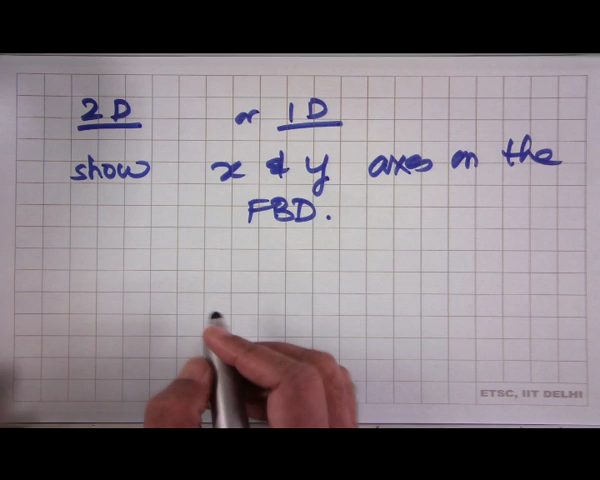 2D or 1D
show x & y axes on the
FBD.
ETSC, IIT DELHI